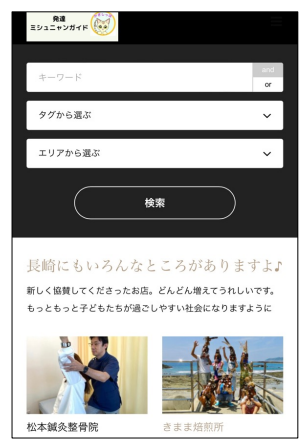 発達
ミシュニャンガイド
キーワード
and
or
タグから選ぶ
エリアから選ぶ
検索
長崎にもいろんなところがありますよ♪
新しく協賛してくださったお店。どんどん増えてうれしいです。
もっともっと子どもたちが過ごしやすい社会になりますように
松本鍼灸整骨院
きまま焙煎所